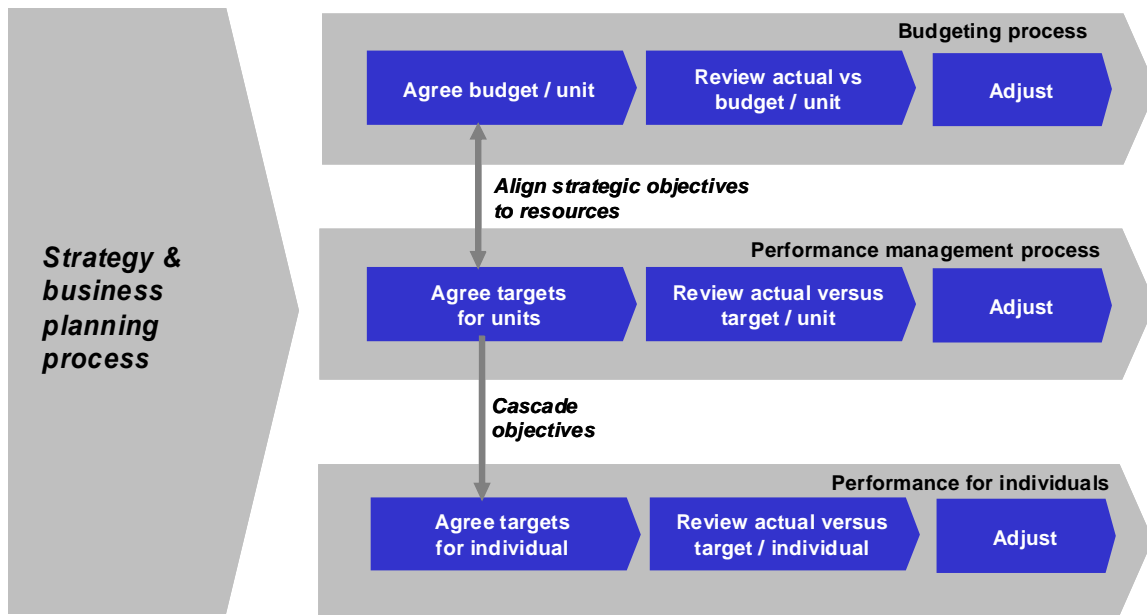 Strategy &
business
planning
process
Budgeting process
Agree budget / unit
Review actual vs
budget / unit
Adjust
Align strategic objectives
to resources
Performance management process
Agree targets
for units
Review actual versus
target / unit
Adjust
Cascade
objectives
Performance for individuals
Agree targets
for individual
Review actual versus
target / individual
Adjust